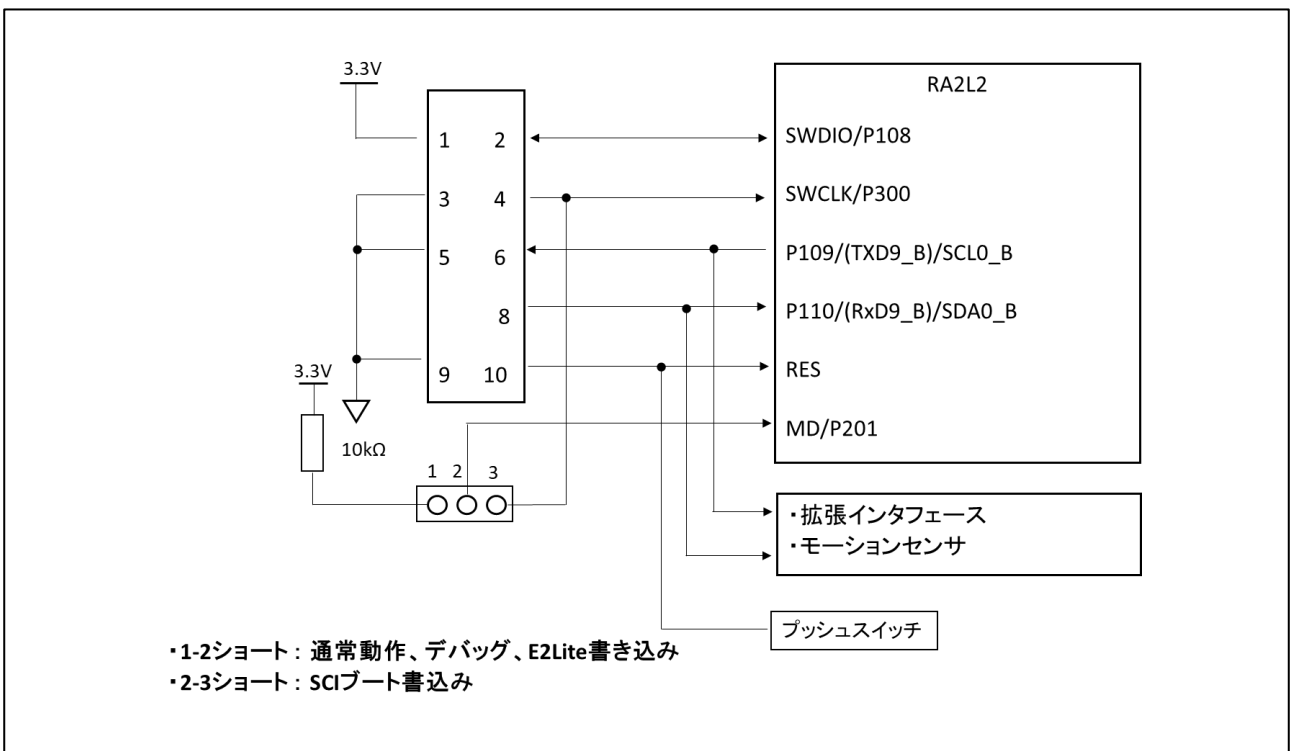 3.3V
RA2L2
1 2
SWDIO/P108
3 4
SWCLK/P300
5 6
P109/(TXD9_B)/SCL0_B
8
P110/(RxD9_B)/SDA0_B
9 10
RES
3.3V
MD/P201
10kΩ
1 2 3
・拡張インタフェース
・モーションセンサ
プッシュスイッチ
・1-2ショート : 通常動作、デバッグ、E2Lite書き込み
・2-3ショート : SCIブート書込み